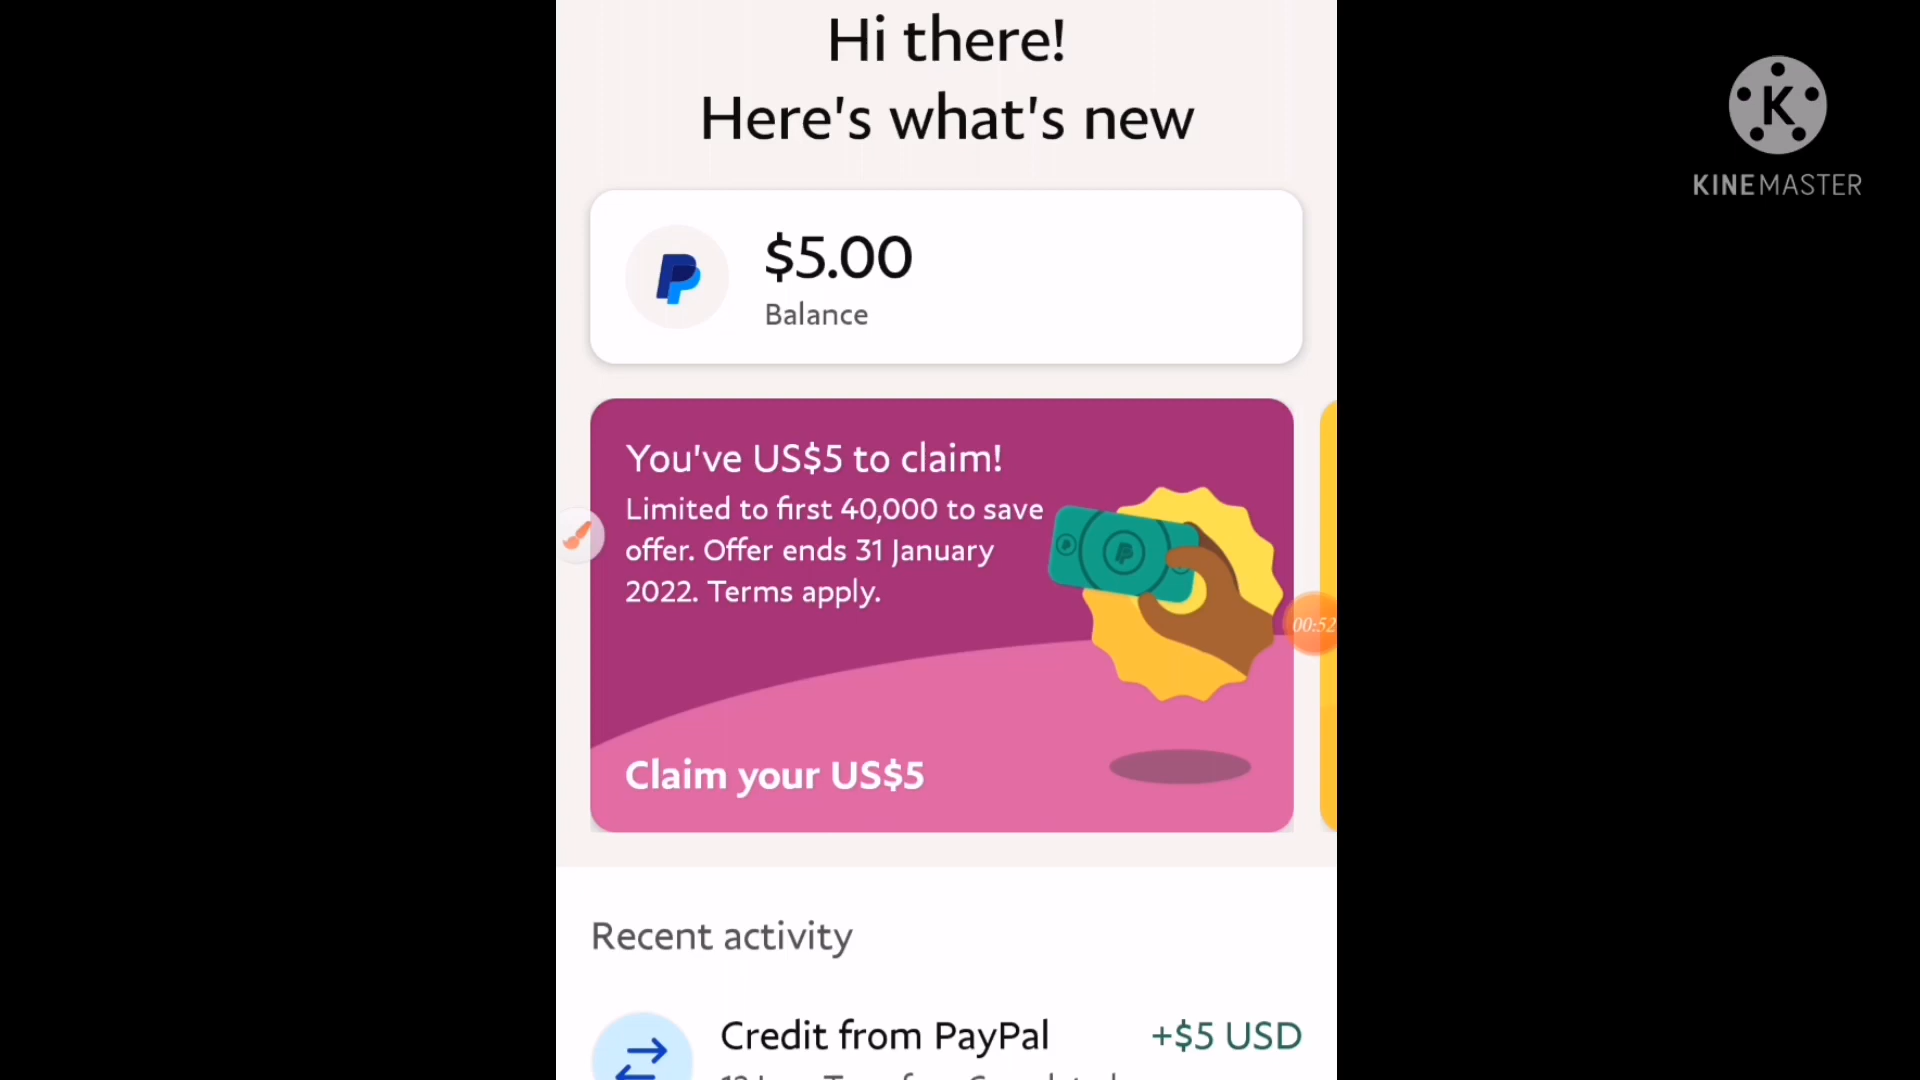 Hi there!
Here's what's new
K
KINEMASTER
$5.00
Balance
You've US$5 to claim!
Limited to first 40,000 to save
offer. Offer ends 31 January
2022. Terms apply.
00:52
Claim your US$5
Recent activity
Credit from PayPal +$5 USD